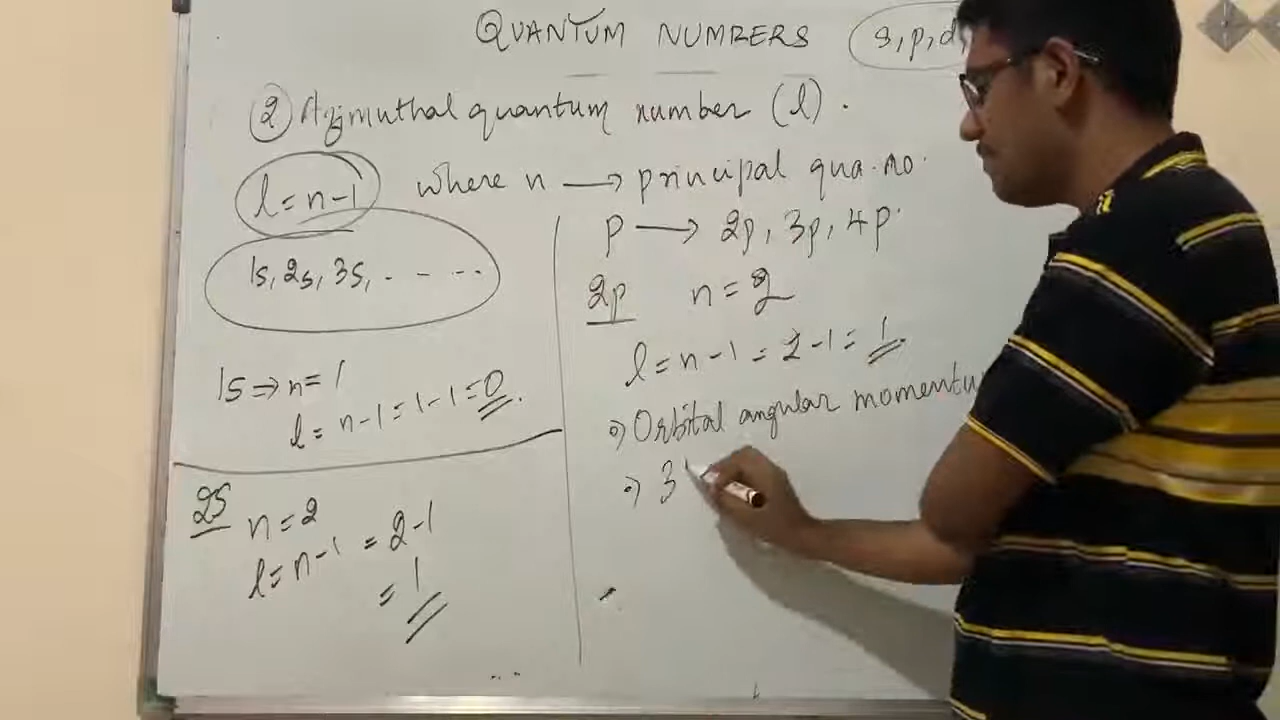 QUANTUM NUMBERS
s, p, d,
② Azimuthal quantum number (l).
l = n-1 where n → principal qua. no.
1s, 2s, 3s, - - ...
1s ⇒ n = 1
l = n-1 = 1-1 = 0.
2s n = 2
l = n-1 = 2-1
= 1
p → 2p, 3p, 4p.
2p n = 2
l = n-1 = 2-1 = 1.
⇒ Orbital angular momentu
⇒ 3